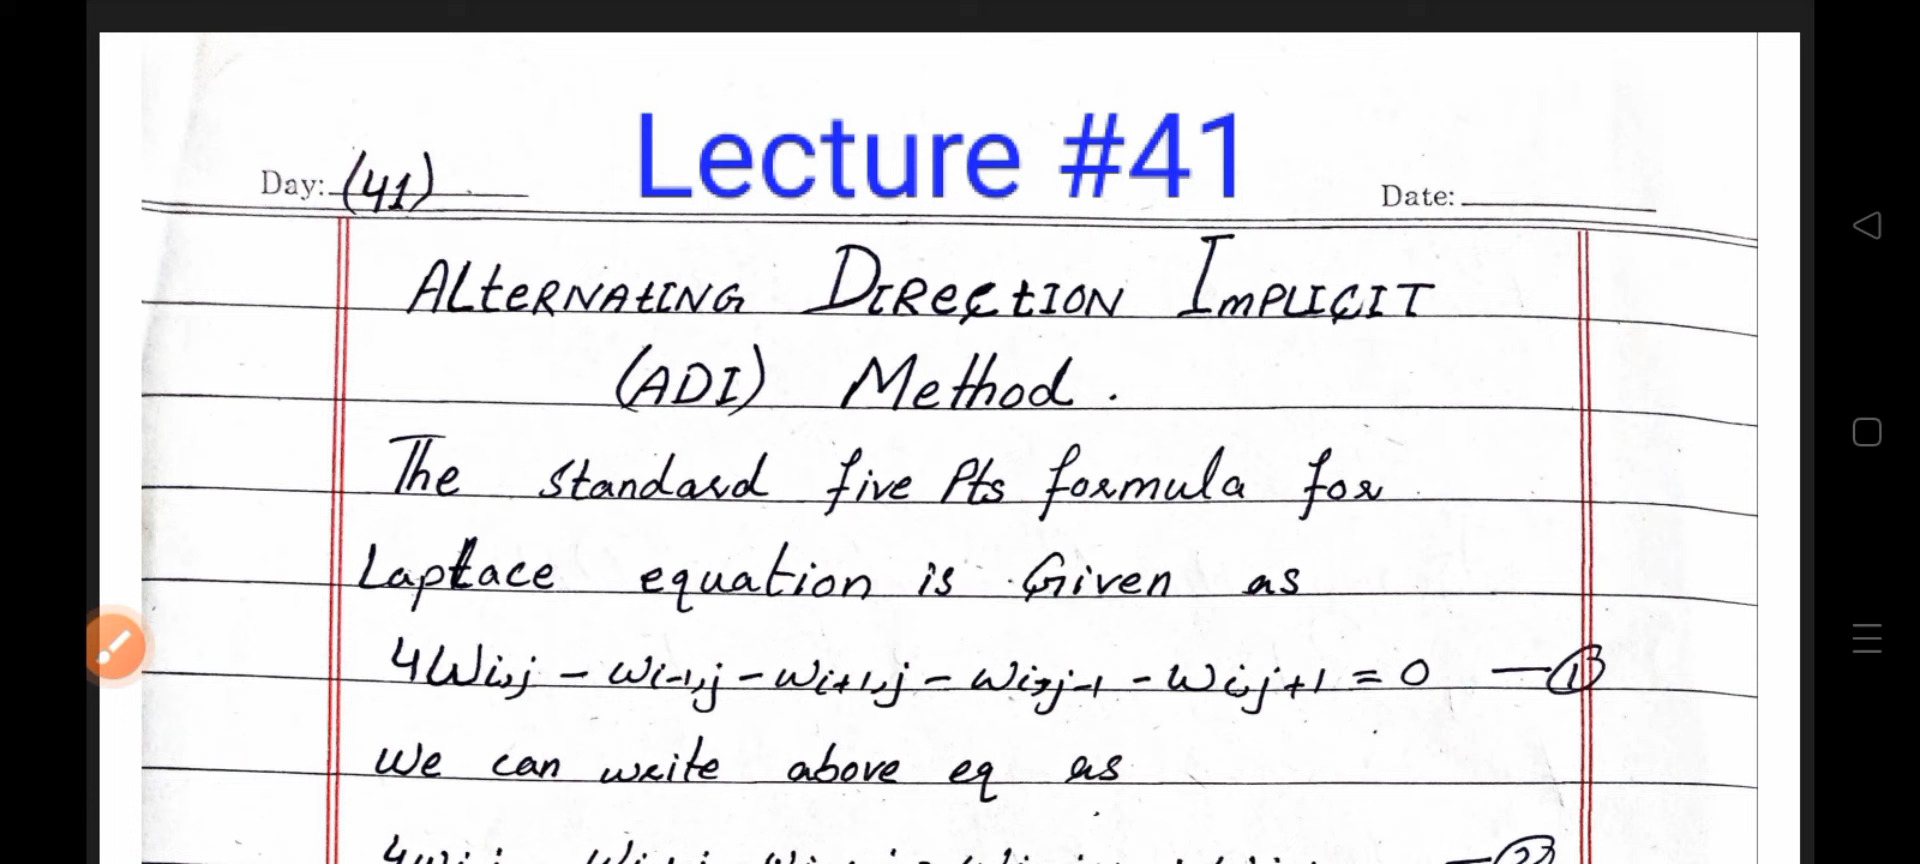 Lecture #41
Day: (41)
Date:
ALTERNATING DIRECTION IMPLICIT
(ADI) Method.
The standard five Pts formula for
Laplace equation is Given as
4Wi,j - Wi-1,j - Wi+1,j - Wi,j-1 - Wi,j+1 = 0 —①
We can write above eq as